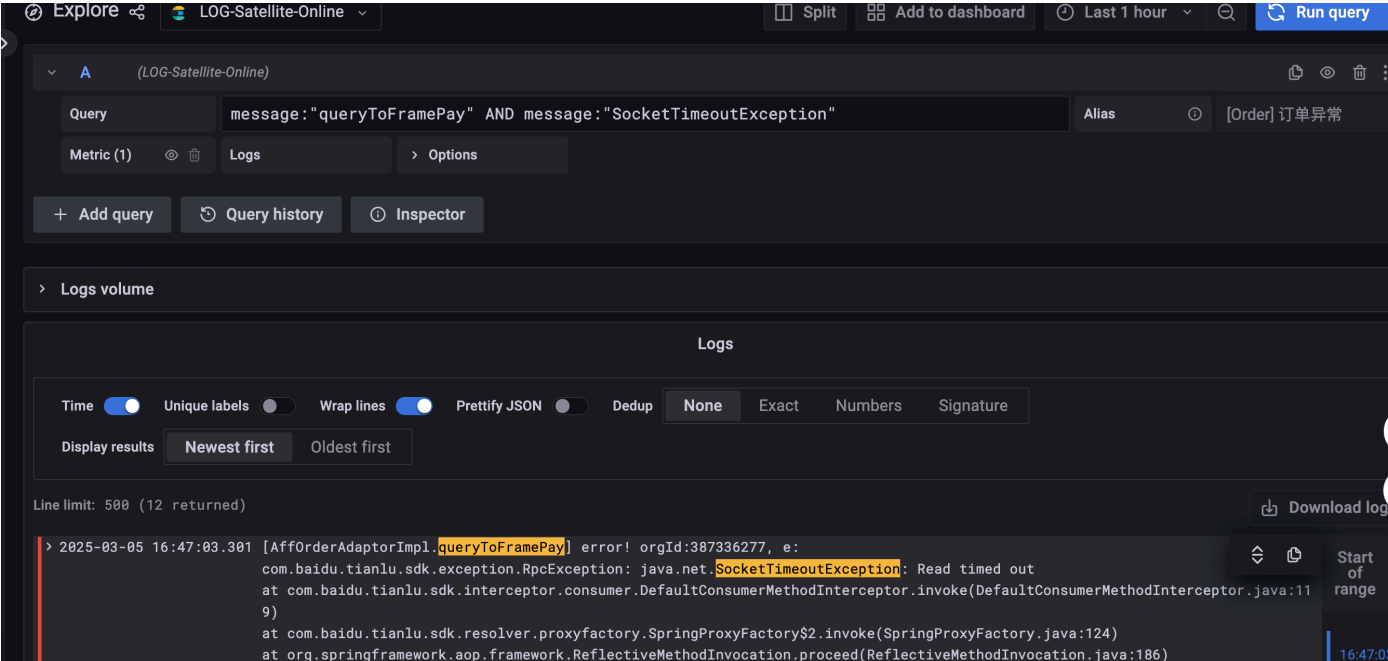 Explore LOG-Satellite-Online Split Add to dashboard Last 1 hour Run query
A (LOG-Satellite-Online)
Query message:"queryToFramePay" AND message:"SocketTimeoutException" Alias [Order] 订单异常
Metric (1) Logs Options
+ Add query Query history Inspector
Logs volume
Logs
Time Unique labels Wrap lines Prettify JSON Dedup None Exact Numbers Signature
Display results Newest first Oldest first
Line limit: 500 (12 returned)
Download log
2025-03-05 16:47:03.301 [AffOrderAdaptorImpl.queryToFramePay] error! orgId:387336277, e:
com.baidu.tianlu.sdk.exception.RpcException: java.net.SocketTimeoutException: Read timed out
at com.baidu.tianlu.sdk.interceptor.consumer.DefaultConsumerMethodInterceptor.invoke(DefaultConsumerMethodInterceptor.java:11
9)
at com.baidu.tianlu.sdk.resolver.proxyfactory.SpringProxyFactory$2.invoke(SpringProxyFactory.java:124)
at org.springframework.aop.framework.ReflectiveMethodInvocation.proceed(ReflectiveMethodInvocation.java:186)
Start
of
range
16:47:0